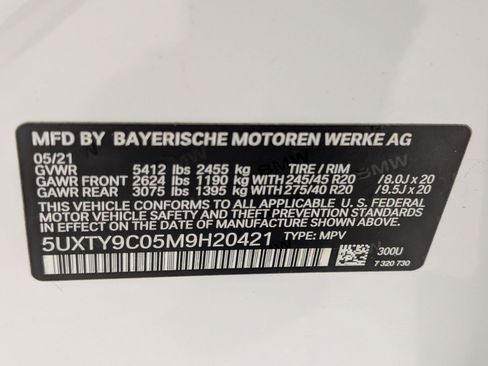 MFD BY BAYERISCHE MOTOREN WERKE AG
05/21
GVWR 5412 lbs 2455 kg TIRE / RIM
GAWR FRONT 2624 lbs 1190 kg WITH 245/45 R20 /8.0J x 20
GAWR REAR 3075 lbs 1395 kg WITH 275/40 R20 /9.5J x 20
THIS VEHICLE CONFORMS TO ALL APPLICABLE U.S. FEDERAL
MOTOR VEHICLE SAFETY AND THEFT PREVENTION STANDARDS
IN EFFECT ON THE DATE OF MANUFACTURE SHOWN ABOVE.
5UXTY9C05M9H20421 TYPE: MPV
300U
7 320 730